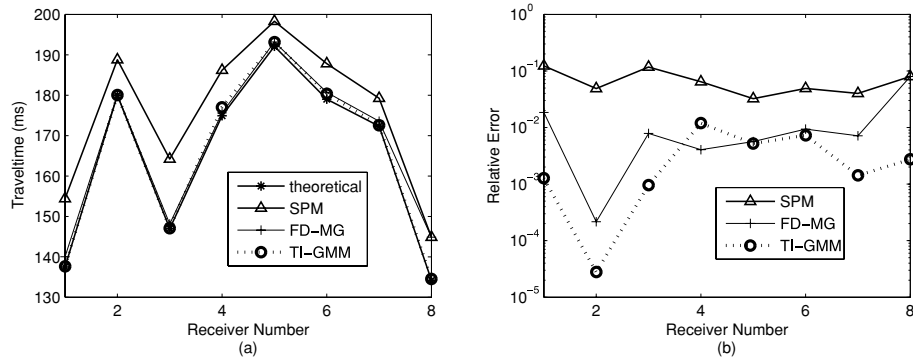 200
190
180
170
160
150
140
130
Traveltime (ms)
theoretical
SPM
FD-MG
TI-GMM
2
4
6
8
Receiver Number
(a)
10^0
10^-1
10^-2
10^-3
10^-4
10^-5
Relative Error
SPM
FD-MG
TI-GMM
2
4
6
8
Receiver Number
(b)